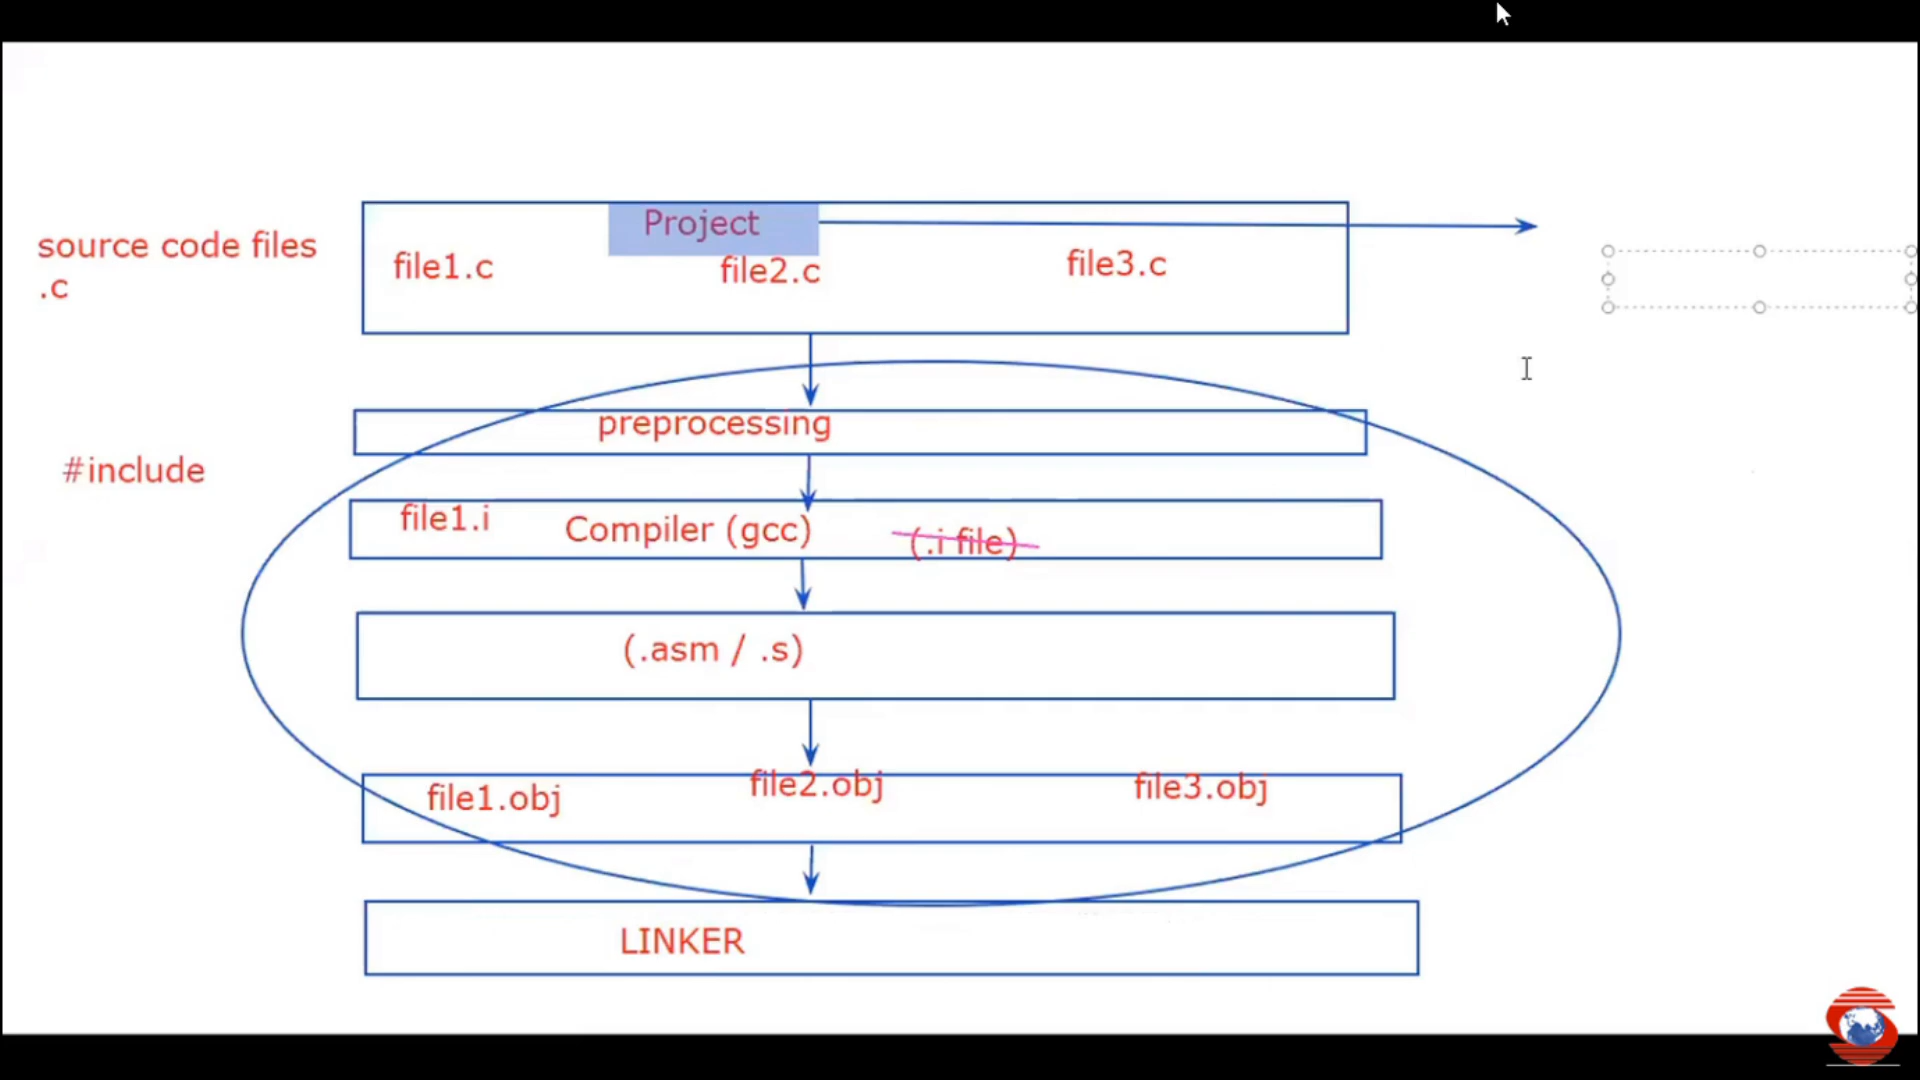 Project
source code files
.c
file1.c
file2.c
file3.c
preprocessing
#include
file1.i
Compiler (gcc)
(.i file)
(.asm / .s)
file1.obj
file2.obj
file3.obj
LINKER